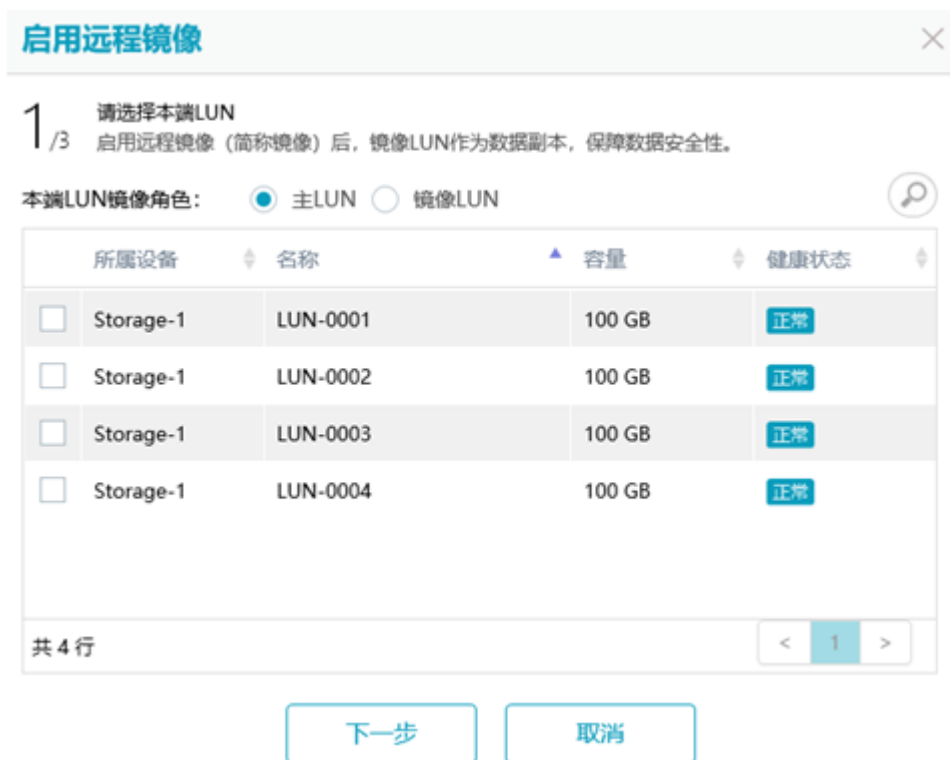 启用远程镜像
1/3 请选择本端LUN
启用远程镜像（简称镜像）后，镜像LUN作为数据副本，保障数据安全性。
本端LUN镜像角色： 主LUN 镜像LUN
所属设备 名称 容量 健康状态
Storage-1 LUN-0001 100 GB 正常
Storage-1 LUN-0002 100 GB 正常
Storage-1 LUN-0003 100 GB 正常
Storage-1 LUN-0004 100 GB 正常
共 4 行 < 1 >
下一步 取消